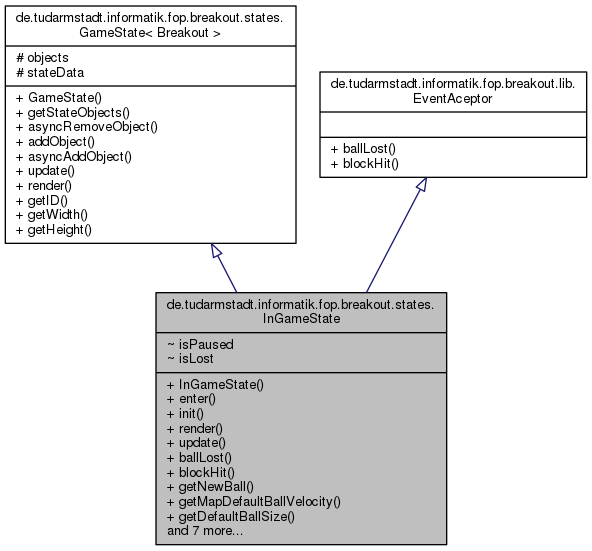 de.tudarmstadt.informatik.fop.breakout.states.
GameState< Breakout >
# objects
# stateData
+ GameState()
+ getStateObjects()
+ asyncRemoveObject()
+ addObject()
+ asyncAddObject()
+ update()
+ render()
+ getID()
+ getWidth()
+ getHeight()
de.tudarmstadt.informatik.fop.breakout.lib.
EventAceptor
+ ballLost()
+ blockHit()
de.tudarmstadt.informatik.fop.breakout.states.
InGameState
~ isPaused
~ isLost
+ InGameState()
+ enter()
+ init()
+ render()
+ update()
+ ballLost()
+ blockHit()
+ getNewBall()
+ getMapDefaultBallVelocity()
+ getDefaultBallSize()
and 7 more...